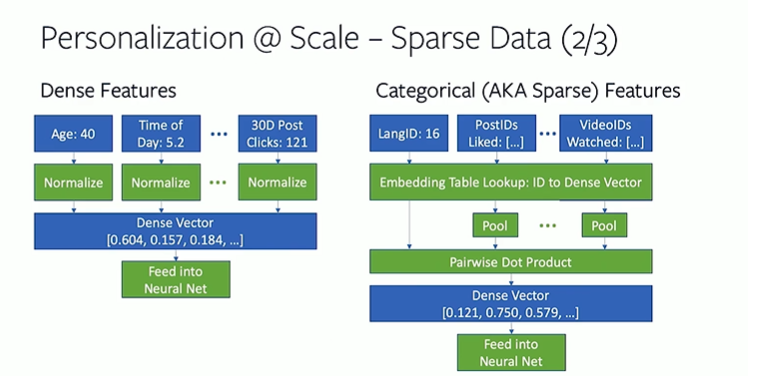 Personalization @ Scale – Sparse Data (2/3)
Dense Features
Age: 40
Time of
Day: 5.2
...
30D Post
Clicks: 121
Normalize
Normalize
...
Normalize
Dense Vector
[0.604, 0.157, 0.184, ...]
Feed into
Neural Net
Categorical (AKA Sparse) Features
LangID: 16
PostIDs
Liked: [...]
...
VideoIDs
Watched: [...]
Embedding Table Lookup: ID to Dense Vector
Pool
...
Pool
Pairwise Dot Product
Dense Vector
[0.121, 0.750, 0.579, ...]
Feed into
Neural Net